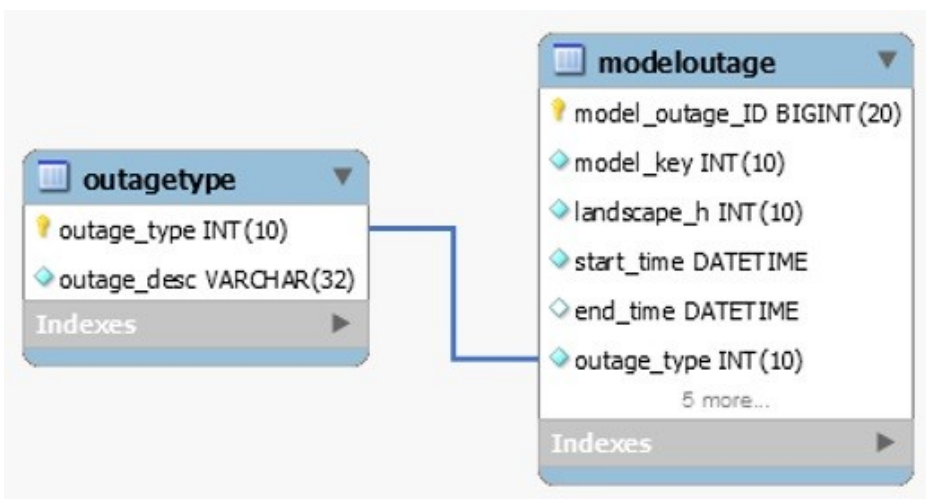 outagetype
outage_type INT(10)
outage_desc VARCHAR(32)
Indexes
modeloutage
model_outage_ID BIGINT(20)
model_key INT(10)
landscape_h INT(10)
start_time DATETIME
end_time DATETIME
outage_type INT(10)
5 more...
Indexes